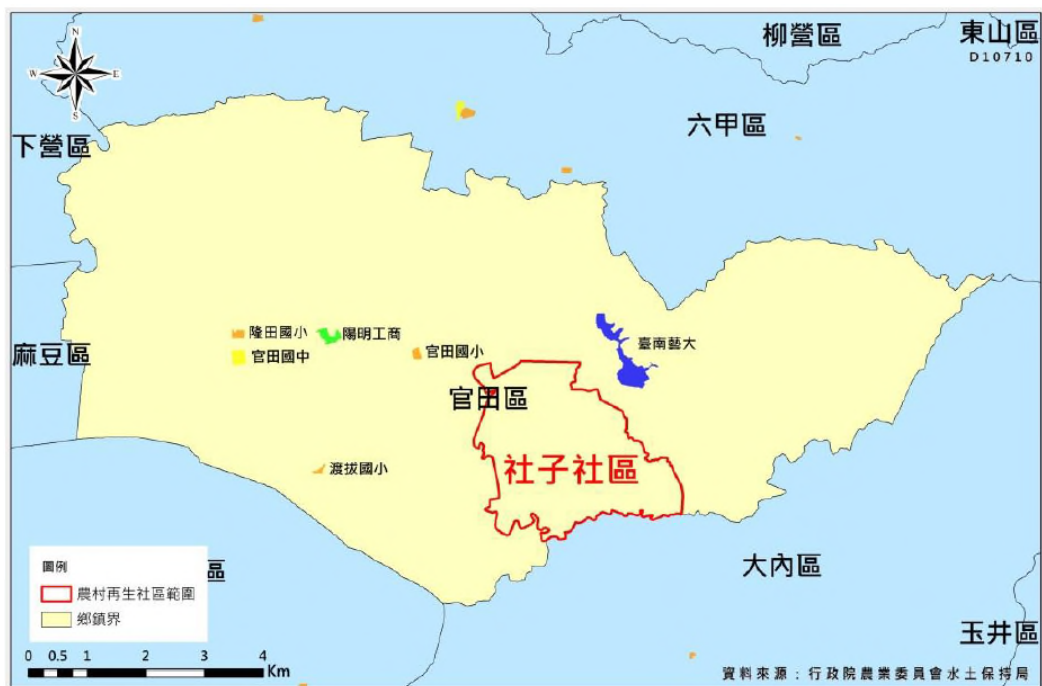 N
W
E
S
柳營區
東山區
D10710
六甲區
下營區
隆田國小
陽明工商
官田國小
臺南藝大
麻豆區
官田國中
官田區
社子社區
渡拔國小
大內區
區
圖例
農村再生社區範圍
鄉鎮界
玉井區
0 0.5 1 2 3 4
Km
資料來源：行政院農業委員會水土保持局